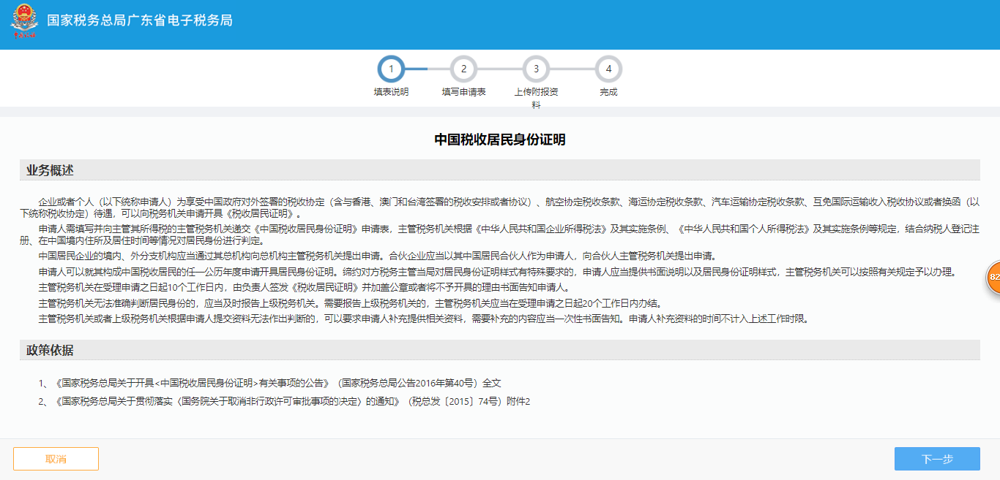 国家税务总局广东省电子税务局
1 2 3 4
填表说明 填写申请表 上传附报资 完成
料
中国税收居民身份证明
业务概述
企业或者个人（以下统称申请人）为享受中国政府对外签署的税收协定（含与香港、澳门和台湾签署的税收安排或者协议）、航空协定税收条款、海运协定税收条款、汽车运输协定税收条款、互免国际运输收入税收协议或者换函（以
下统称税收协定）待遇，可以向税务机关申请开具《税收居民证明》。
申请人需填写并向主管其所得税的主管税务机关递交《中国税收居民身份证明》申请表，主管税务机关根据《中华人民共和国企业所得税法》及其实施条例、《中华人民共和国个人所得税法》及其实施条例等规定，结合纳税人登记注
册、在中国境内住所及居住时间等情况对居民身份进行判定。
中国居民企业的境内、外分支机构应当通过其总机构向总机构主管税务机关提出申请。合伙企业应当以其中国居民合伙人作为申请人，向合伙人主管税务机关提出申请。
申请人可以就其构成中国税收居民的任一公历年度申请开具居民身份证明。缔约对方税务主管当局对居民身份证明样式有特殊要求的，申请人应当提供书面说明以及居民身份证明样式，主管税务机关可以按照有关规定予以办理。
主管税务机关在受理申请之日起10个工作日内，由负责人签发《税收居民证明》并加盖公章或者将不予开具的理由书面告知申请人。
主管税务机关无法准确判断居民身份的，应当及时报告上级税务机关。需要报告上级税务机关的，主管税务机关应当在受理申请之日起20个工作日内办结。
主管税务机关或者上级税务机关根据申请人提交资料无法作出判断的，可以要求申请人补充提供相关资料，需要补充的内容应当一次性书面告知。申请人补充资料的时间不计入上述工作时限。
82
政策依据
1、《国家税务总局关于开具<中国税收居民身份证明>有关事项的公告》（国家税务总局公告2016年第40号）全文
2、《国家税务总局关于贯彻落实〈国务院关于取消非行政许可审批事项的决定〉的通知》（税总发〔2015〕74号）附件2
取消
下一步